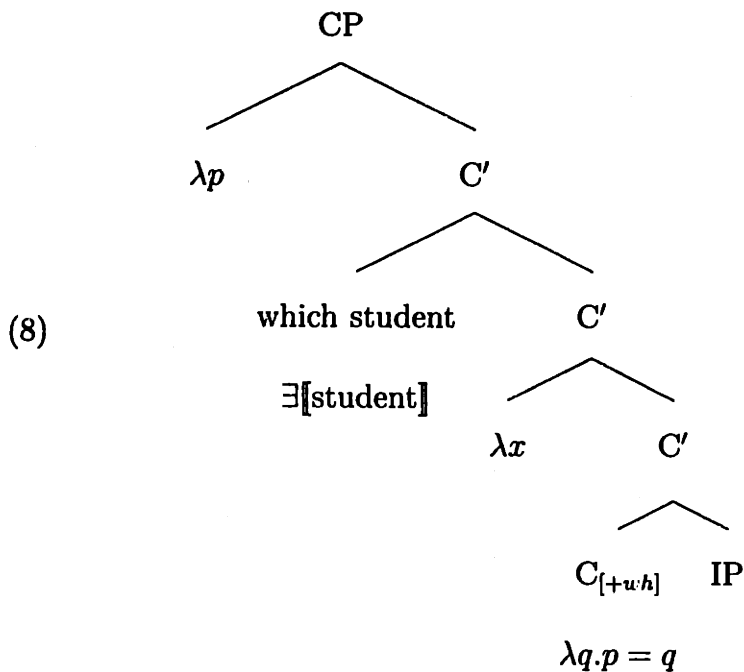 CP
λp C′
(8) which student C′
∃⟦student⟧ λx C′
C[+wh] IP
λq.p = q